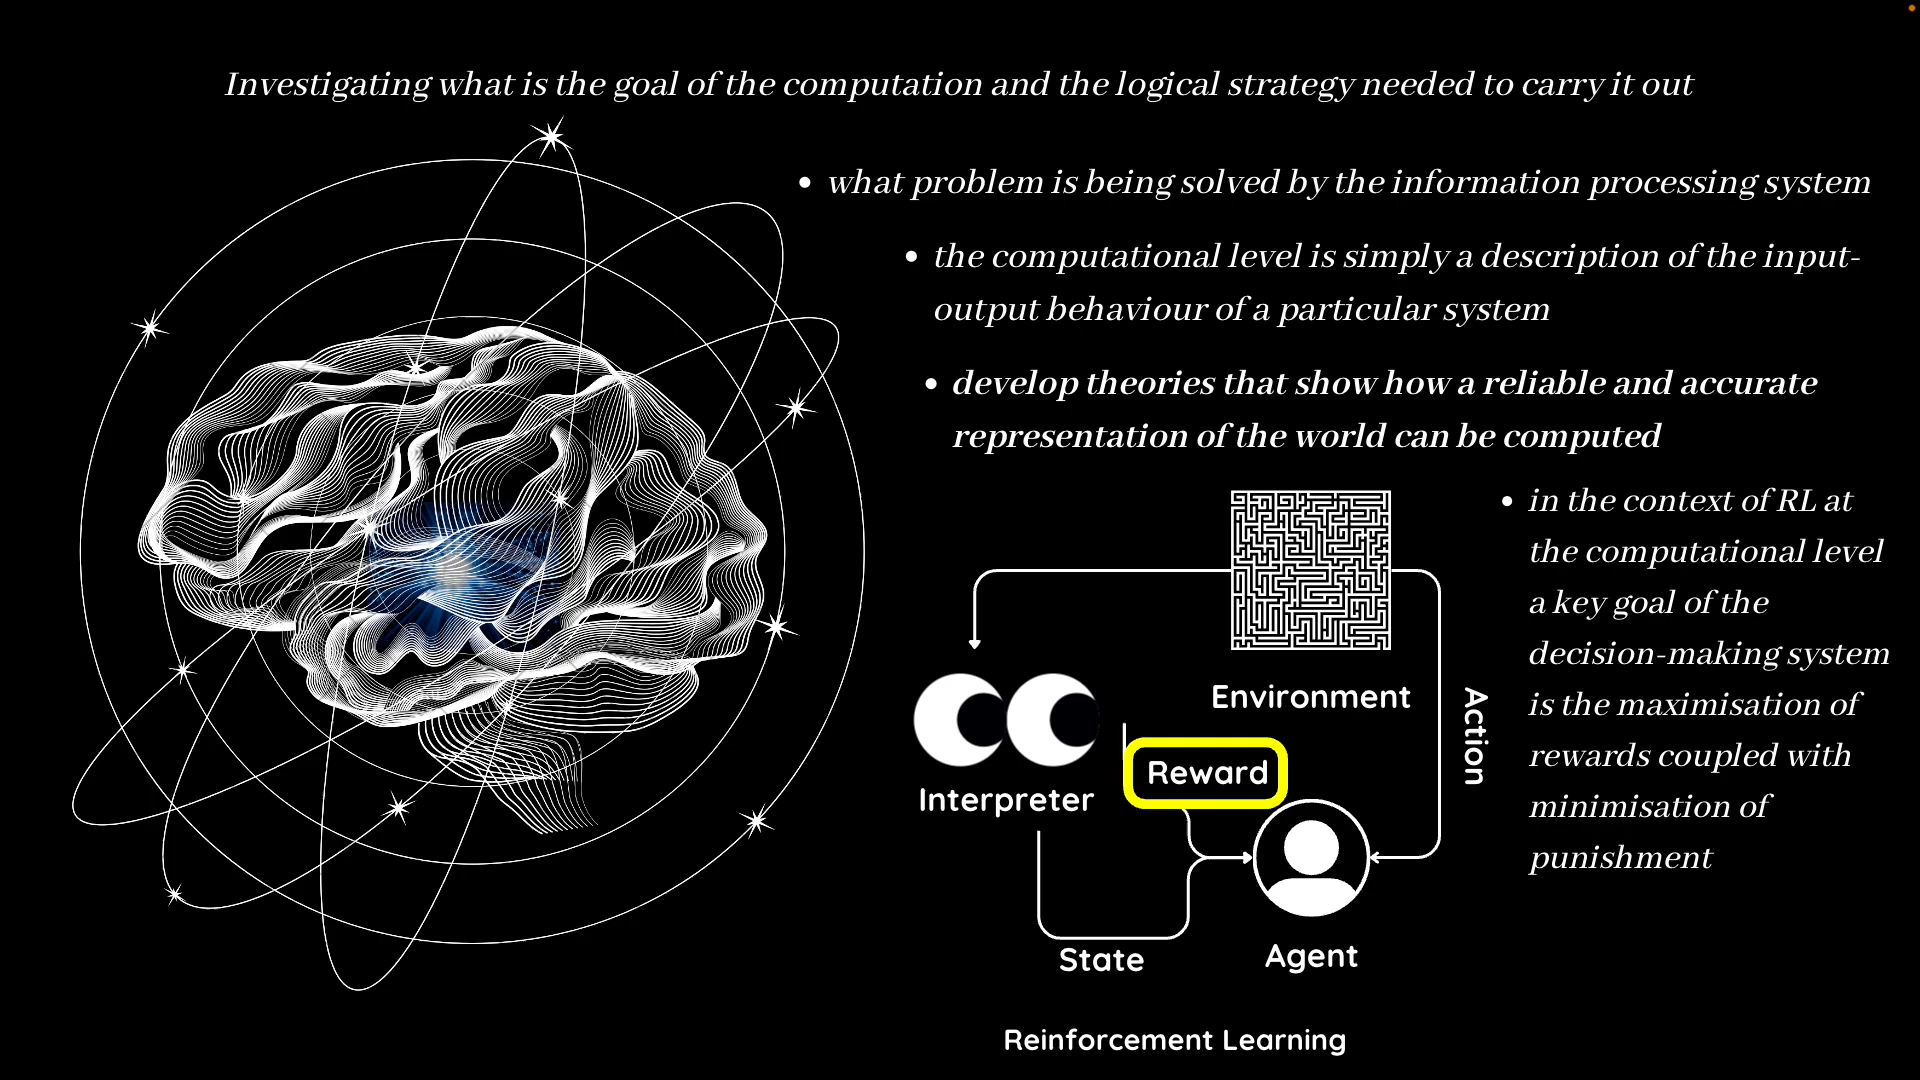 Investigating what is the goal of the computation and the logical strategy needed to carry it out
• what problem is being solved by the information processing system
• the computational level is simply a description of the input-
output behaviour of a particular system
• develop theories that show how a reliable and accurate
representation of the world can be computed
• in the context of RL at
the computational level
a key goal of the
decision-making system
is the maximisation of
rewards coupled with
minimisation of
punishment
Environment
Action
Reward
Interpreter
State
Agent
Reinforcement Learning